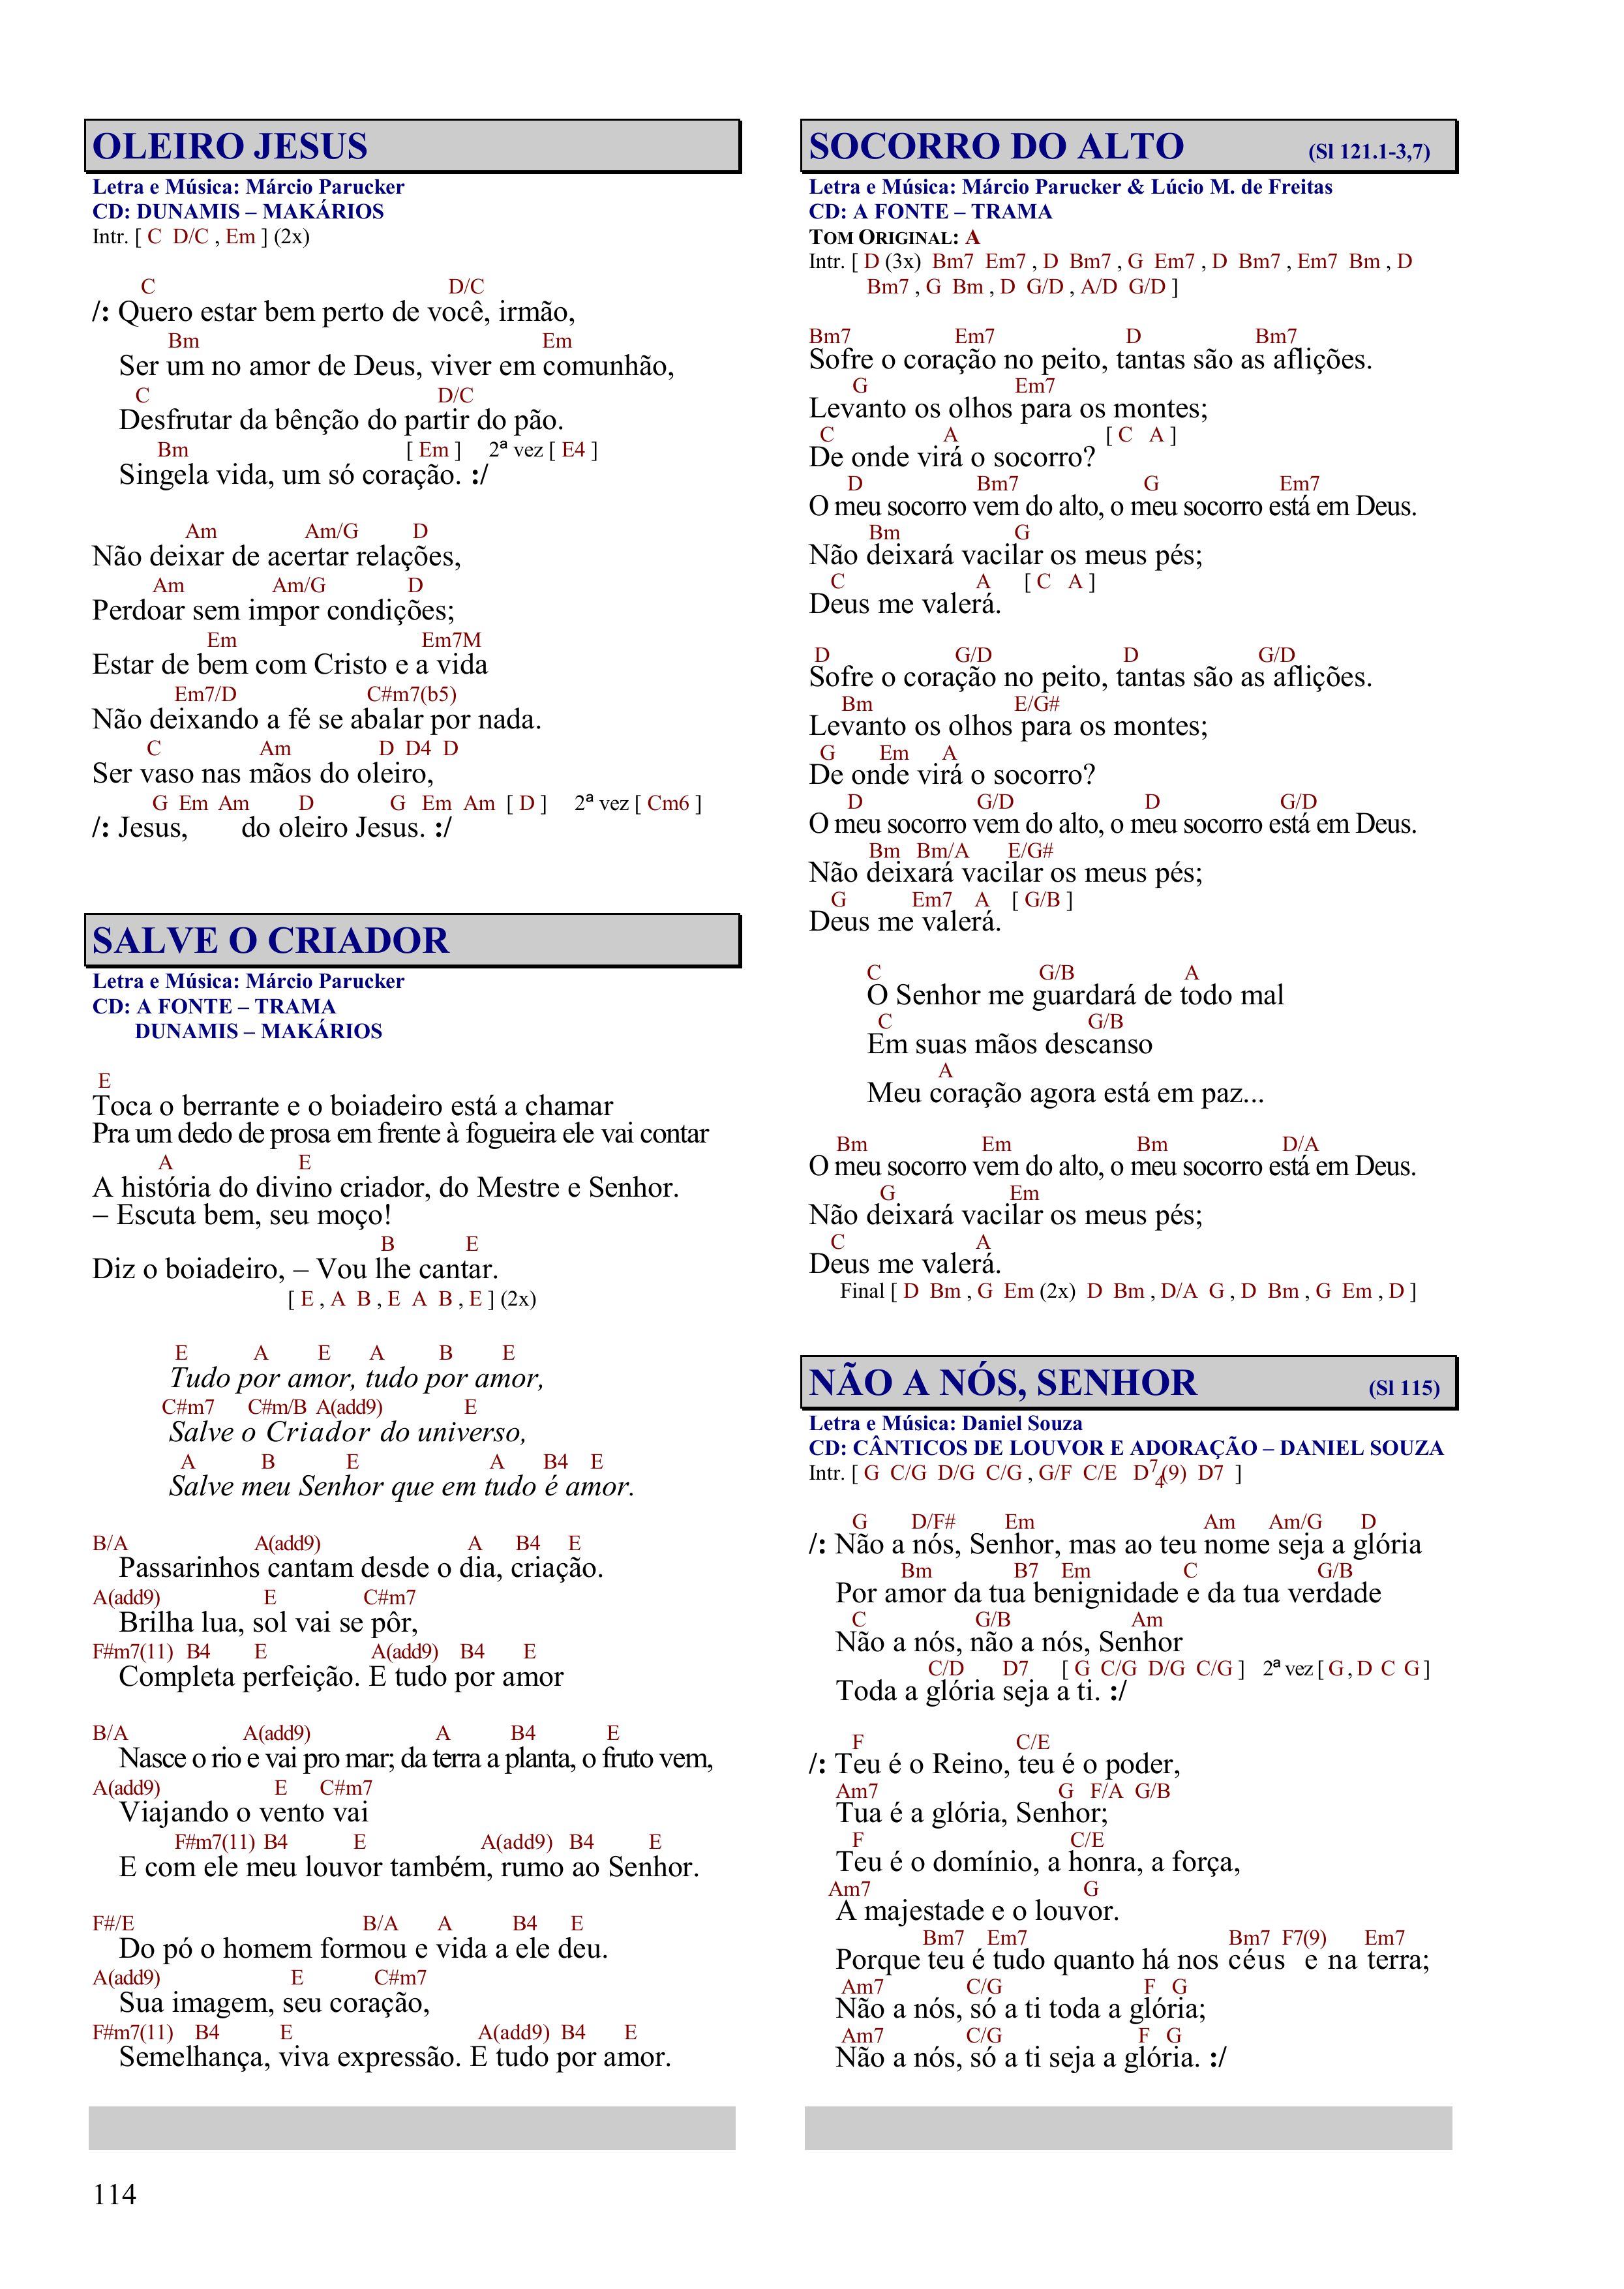 OLEIRO JESUS
Letra e Música: Márcio Parucker
CD: DUNAMIS – MAKÁRIOS
Intr. [ C D/C , Em ] (2x)
C D/C
/: Quero estar bem perto de você, irmão,
Bm Em
Ser um no amor de Deus, viver em comunhão,
C D/C
Desfrutar da bênção do partir do pão.
Bm [ Em ] 2ª vez [ E4 ]
Singela vida, um só coração. :/
Am Am/G D
Não deixar de acertar relações,
Am Am/G D
Perdoar sem impor condições;
Em Em7M
Estar de bem com Cristo e a vida
Em7/D C#m7(b5)
Não deixando a fé se abalar por nada.
C Am D D4 D
Ser vaso nas mãos do oleiro,
G Em Am D G Em Am [ D ] 2ª vez [ Cm6 ]
/: Jesus, do oleiro Jesus. :/
SALVE O CRIADOR
Letra e Música: Márcio Parucker
CD: A FONTE – TRAMA
DUNAMIS – MAKÁRIOS
E
Toca o berrante e o boiadeiro está a chamar
Pra um dedo de prosa em frente à fogueira ele vai contar
A E
A história do divino criador, do Mestre e Senhor.
– Escuta bem, seu moço!
B E
Diz o boiadeiro, – Vou lhe cantar.
[ E , A B , E A B , E ] (2x)
E A E A B E
Tudo por amor, tudo por amor,
C#m7 C#m/B A(add9) E
Salve o Criador do universo,
A B E A B4 E
Salve meu Senhor que em tudo é amor.
B/A A(add9) A B4 E
Passarinhos cantam desde o dia, criação.
A(add9) E C#m7
Brilha lua, sol vai se pôr,
F#m7(11) B4 E A(add9) B4 E
Completa perfeição. E tudo por amor
B/A A(add9) A B4 E
Nasce o rio e vai pro mar; da terra a planta, o fruto vem,
A(add9) E C#m7
Viajando o vento vai
F#m7(11) B4 E A(add9) B4 E
E com ele meu louvor também, rumo ao Senhor.
F#/E B/A A B4 E
Do pó o homem formou e vida a ele deu.
A(add9) E C#m7
Sua imagem, seu coração,
F#m7(11) B4 E A(add9) B4 E
Semelhança, viva expressão. E tudo por amor.
114
SOCORRO DO ALTO (Sl 121.1-3,7)
Letra e Música: Márcio Parucker & Lúcio M. de Freitas
CD: A FONTE – TRAMA
TOM ORIGINAL: A
Intr. [ D (3x) Bm7 Em7 , D Bm7 , G Em7 , D Bm7 , Em7 Bm , D
Bm7 , G Bm , D G/D , A/D G/D ]
Bm7 Em7 D Bm7
Sofre o coração no peito, tantas são as aflições.
G Em7
Levanto os olhos para os montes;
C A [ C A ]
De onde virá o socorro?
D Bm7 G Em7
O meu socorro vem do alto, o meu socorro está em Deus.
Bm G
Não deixará vacilar os meus pés;
C A [ C A ]
Deus me valerá.
D G/D D G/D
Sofre o coração no peito, tantas são as aflições.
Bm E/G#
Levanto os olhos para os montes;
G Em A
De onde virá o socorro?
D G/D D G/D
O meu socorro vem do alto, o meu socorro está em Deus.
Bm Bm/A E/G#
Não deixará vacilar os meus pés;
G Em7 A [ G/B ]
Deus me valerá.
C G/B A
O Senhor me guardará de todo mal
C G/B
Em suas mãos descanso
A
Meu coração agora está em paz...
Bm Em Bm D/A
O meu socorro vem do alto, o meu socorro está em Deus.
G Em
Não deixará vacilar os meus pés;
C A
Deus me valerá.
Final [ D Bm , G Em (2x) D Bm , D/A G , D Bm , G Em , D ]
NÃO A NÓS, SENHOR (Sl 115)
Letra e Música: Daniel Souza
CD: CÂNTICOS DE LOUVOR E ADORAÇÃO – DANIEL SOUZA
Intr. [ G C/G D/G C/G , G/F C/E D7 4(9) D7 ]
G D/F# Em Am Am/G D
/: Não a nós, Senhor, mas ao teu nome seja a glória
Bm B7 Em C G/B
Por amor da tua benignidade e da tua verdade
C G/B Am
Não a nós, não a nós, Senhor
C/D D7 [ G C/G D/G C/G ] 2ª vez [ G , D C G ]
Toda a glória seja a ti. :/
F C/E
/: Teu é o Reino, teu é o poder,
Am7 G F/A G/B
Tua é a glória, Senhor;
F C/E
Teu é o domínio, a honra, a força,
Am7 G
A majestade e o louvor.
Bm7 Em7 Bm7 F7(9) Em7
Porque teu é tudo quanto há nos céus e na terra;
Am7 C/G F G
Não a nós, só a ti toda a glória;
Am7 C/G F G
Não a nós, só a ti seja a glória. :/